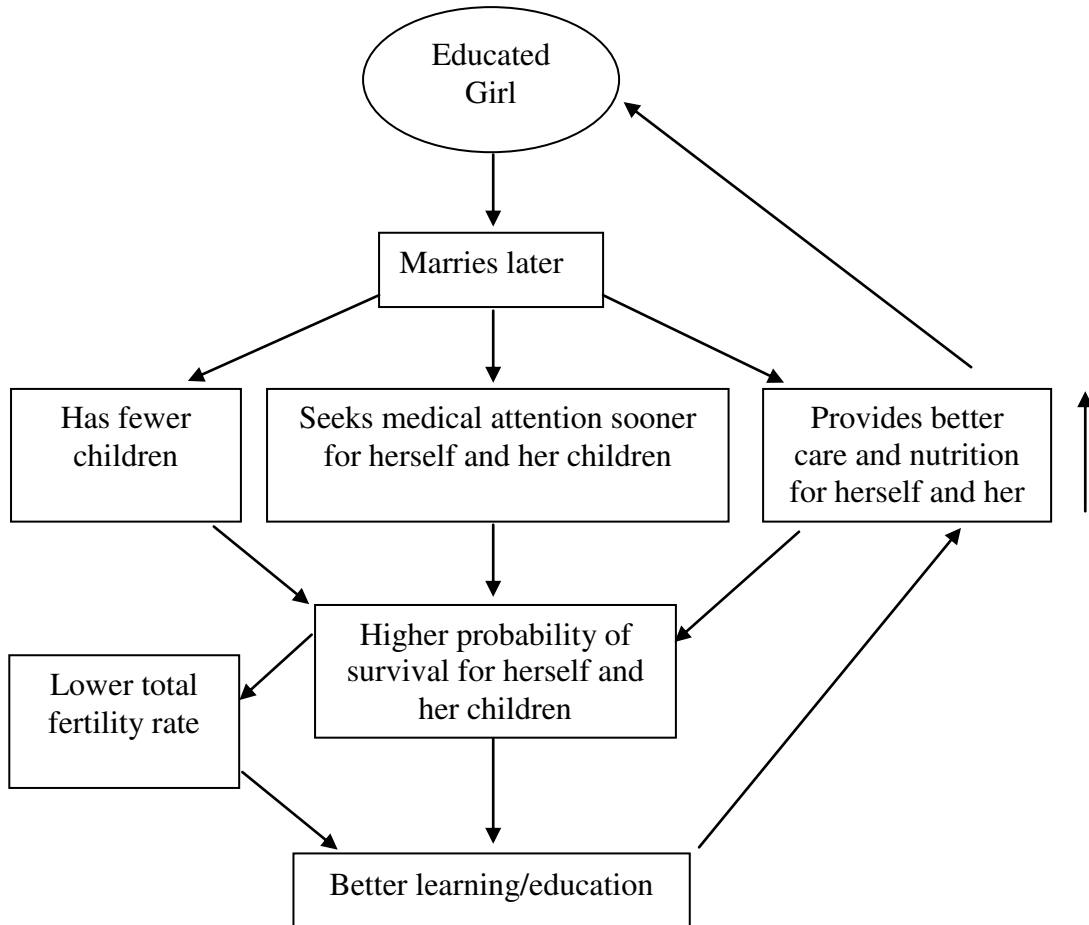 Educated
Girl
Marries later
Has fewer
children
Seeks medical attention sooner
for herself and her children
Provides better
care and nutrition
for herself and her
Higher probability of
survival for herself and
her children
Lower total
fertility rate
Better learning/education